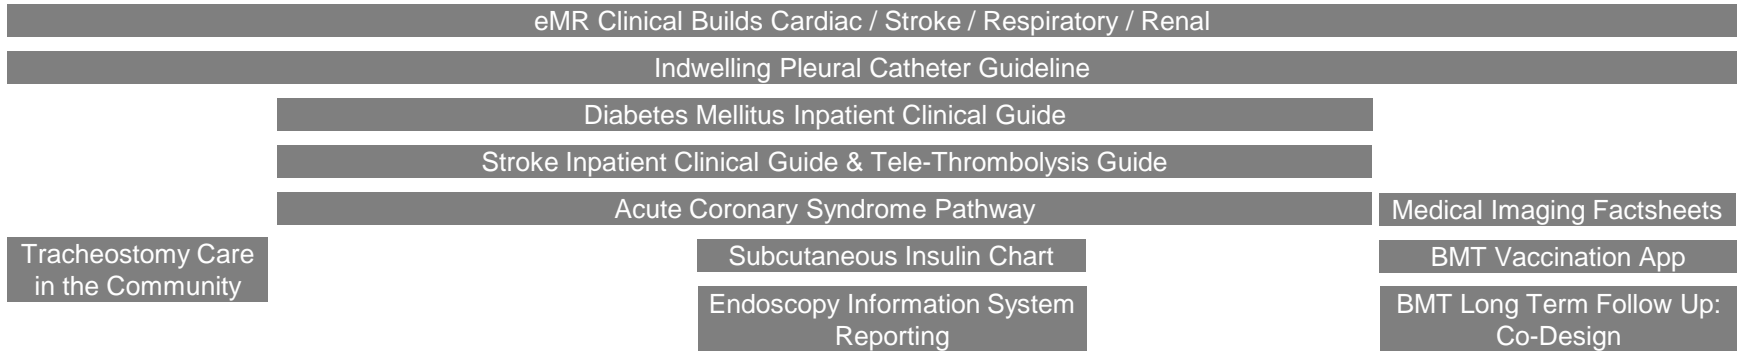 eMR Clinical Builds Cardiac / Stroke / Respiratory / Renal
Indwelling Pleural Catheter Guideline
Diabetes Mellitus Inpatient Clinical Guide
Stroke Inpatient Clinical Guide & Tele-Thrombolysis Guide
Acute Coronary Syndrome Pathway
Medical Imaging Factsheets
Tracheostomy Care
in the Community
Subcutaneous Insulin Chart
BMT Vaccination App
Endoscopy Information System
Reporting
BMT Long Term Follow Up:
Co-Design